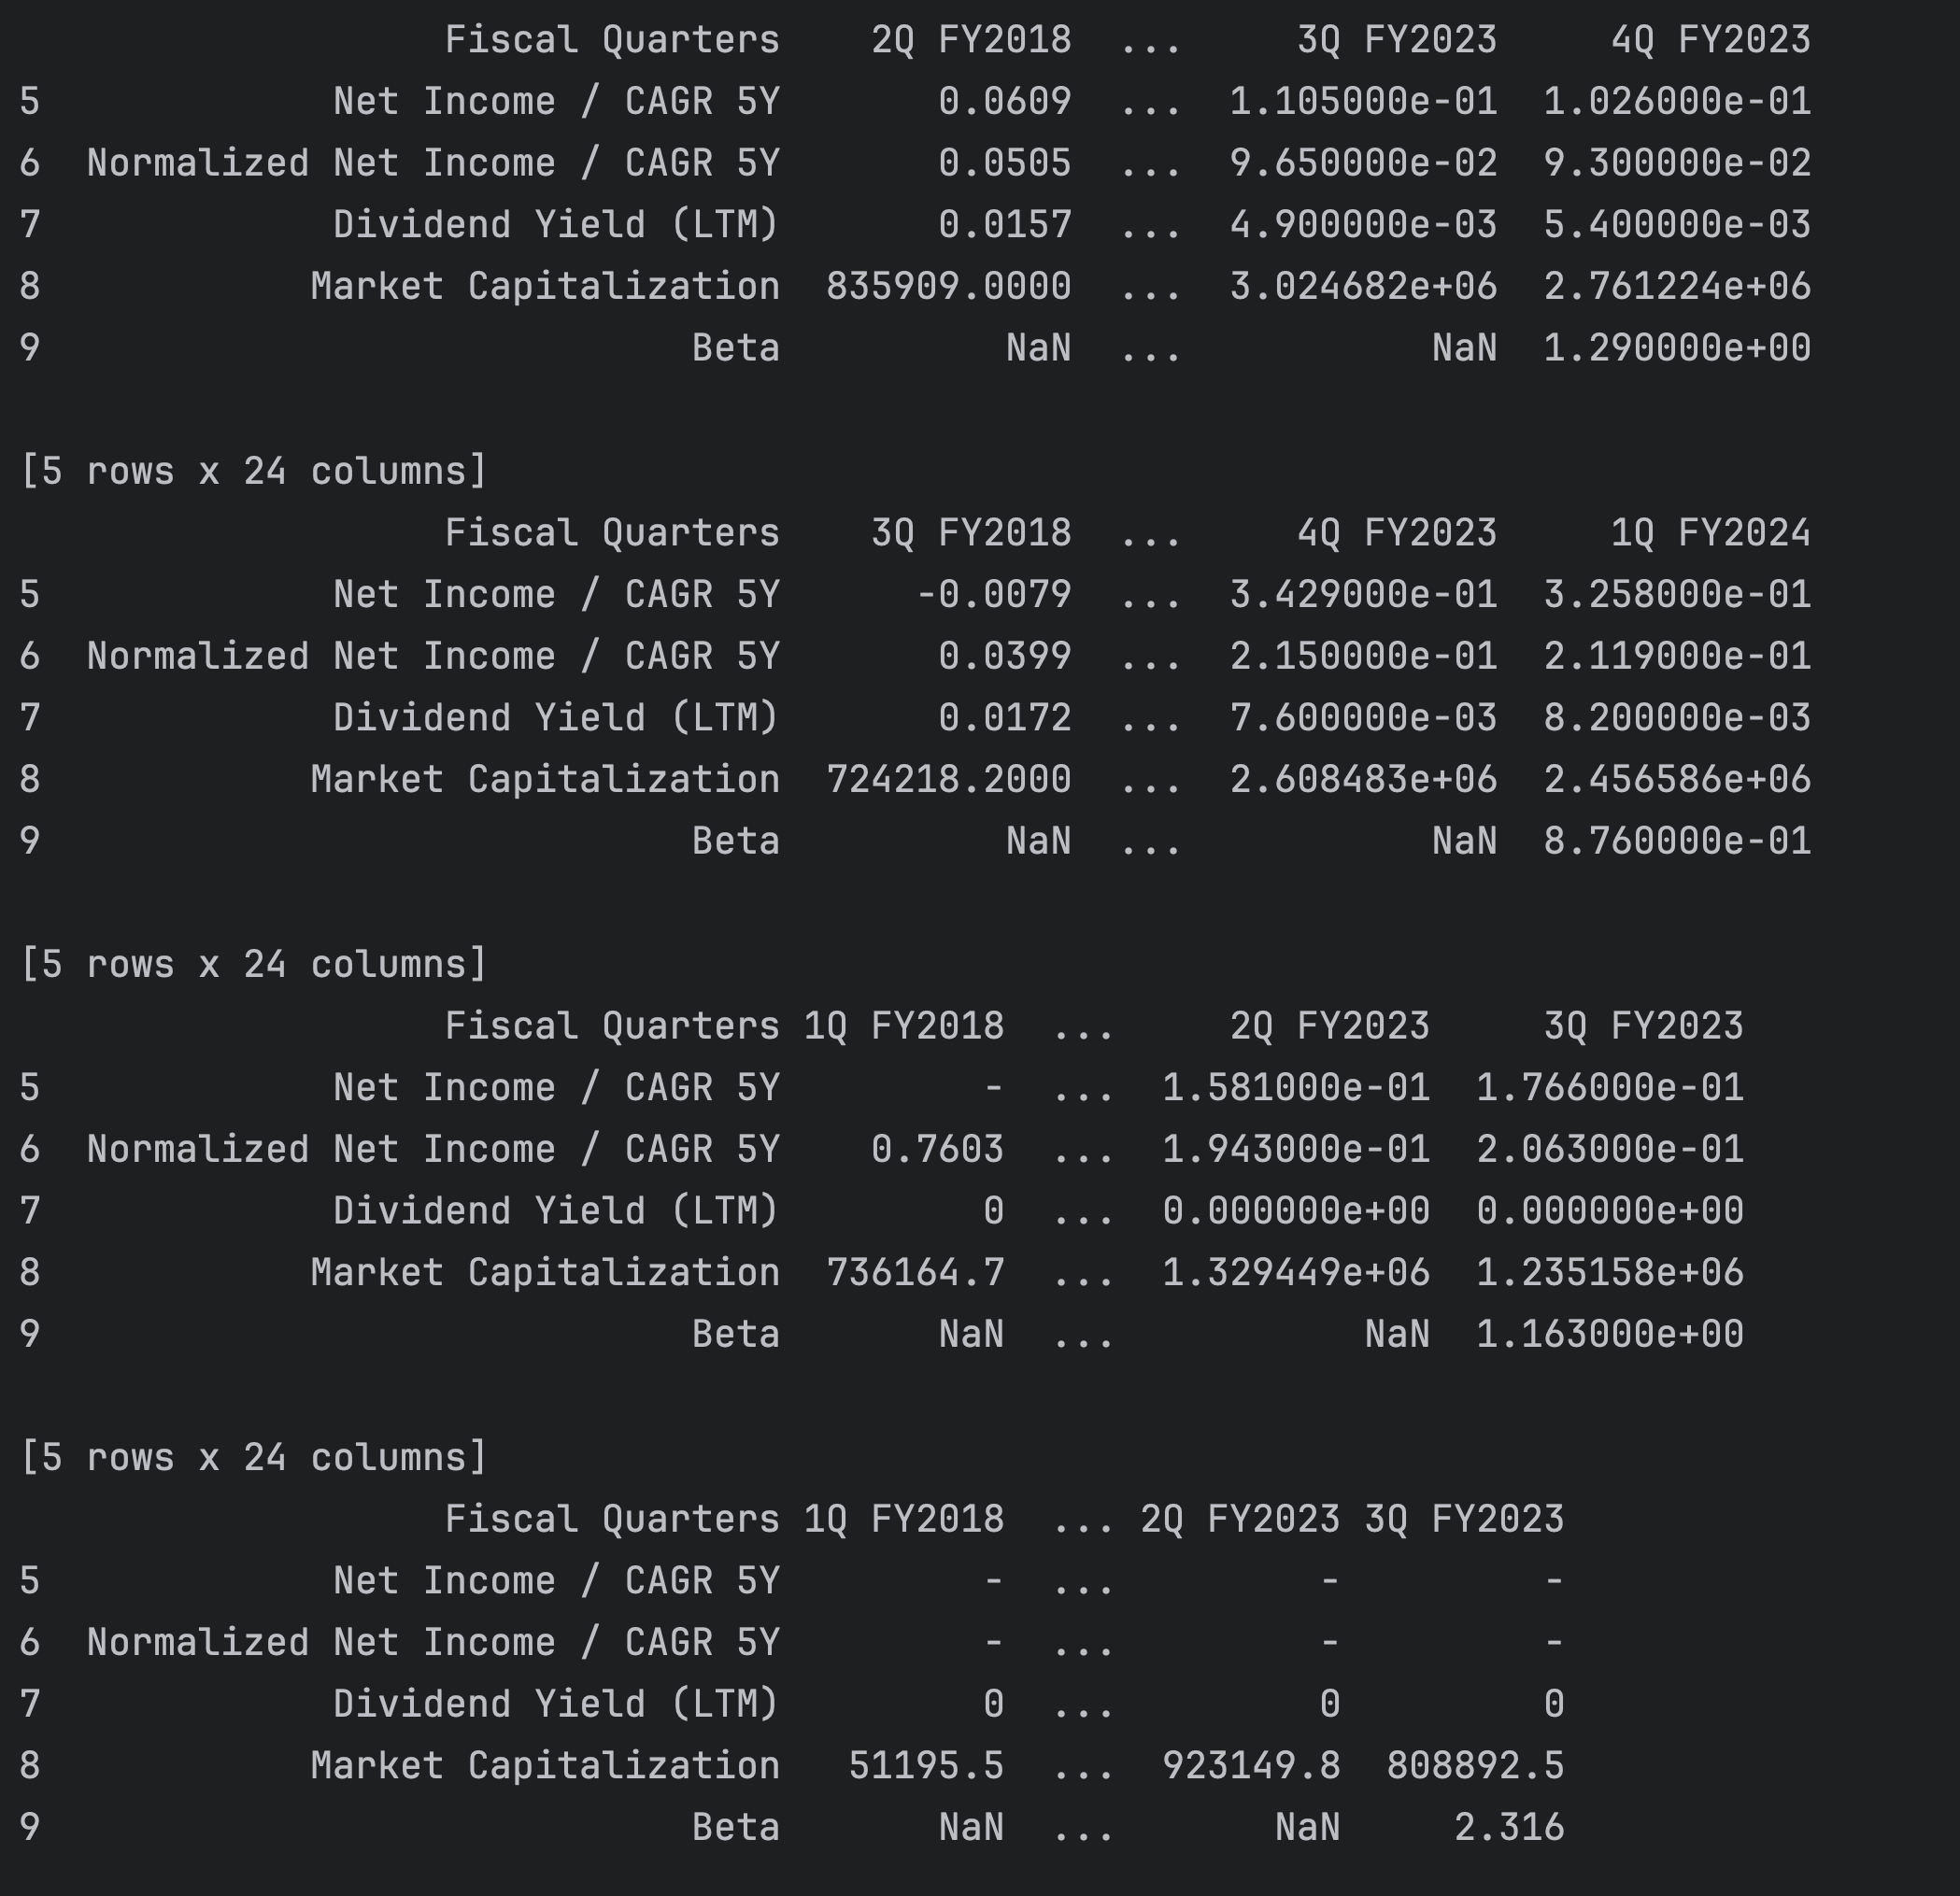 Fiscal Quarters 2Q FY2018 ... 3Q FY2023 4Q FY2023
5 Net Income / CAGR 5Y 0.0609 ... 1.105000e-01 1.026000e-01
6 Normalized Net Income / CAGR 5Y 0.0505 ... 9.650000e-02 9.300000e-02
7 Dividend Yield (LTM) 0.0157 ... 4.900000e-03 5.400000e-03
8 Market Capitalization 835909.0000 ... 3.024682e+06 2.761224e+06
9 Beta NaN ... NaN 1.290000e+00
[5 rows x 24 columns]
Fiscal Quarters 3Q FY2018 ... 4Q FY2023 1Q FY2024
5 Net Income / CAGR 5Y -0.0079 ... 3.429000e-01 3.258000e-01
6 Normalized Net Income / CAGR 5Y 0.0399 ... 2.150000e-01 2.119000e-01
7 Dividend Yield (LTM) 0.0172 ... 7.600000e-03 8.200000e-03
8 Market Capitalization 724218.2000 ... 2.608483e+06 2.456586e+06
9 Beta NaN ... NaN 8.760000e-01
[5 rows x 24 columns]
Fiscal Quarters 1Q FY2018 ... 2Q FY2023 3Q FY2023
5 Net Income / CAGR 5Y - ... 1.581000e-01 1.766000e-01
6 Normalized Net Income / CAGR 5Y 0.7603 ... 1.943000e-01 2.063000e-01
7 Dividend Yield (LTM) 0 ... 0.000000e+00 0.000000e+00
8 Market Capitalization 736164.7 ... 1.329449e+06 1.235158e+06
9 Beta NaN ... NaN 1.163000e+00
[5 rows x 24 columns]
Fiscal Quarters 1Q FY2018 ... 2Q FY2023 3Q FY2023
5 Net Income / CAGR 5Y - ... - -
6 Normalized Net Income / CAGR 5Y - ... - -
7 Dividend Yield (LTM) 0 ... 0 0
8 Market Capitalization 51195.5 ... 923149.8 808892.5
9 Beta NaN ... NaN 2.316